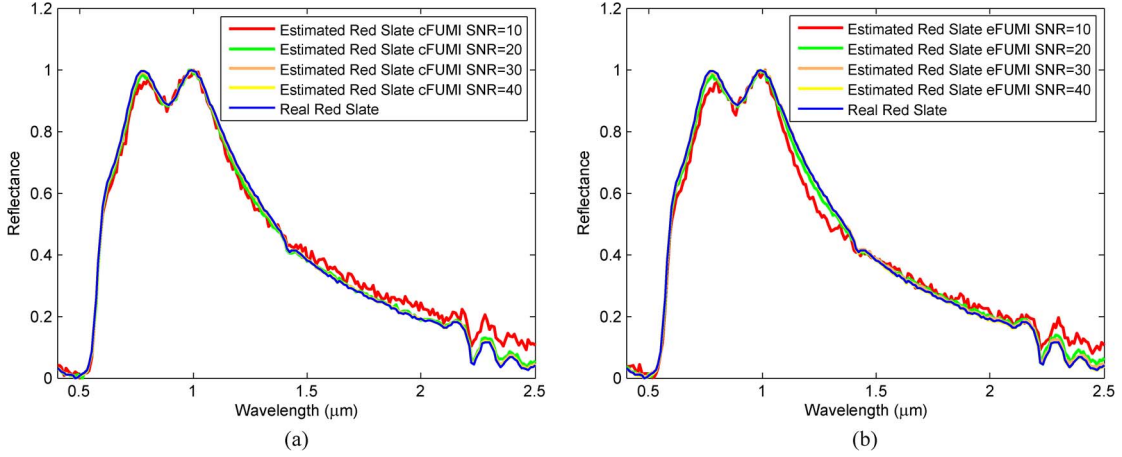 1.2
1
0.8
0.6
0.4
0.2
0
Reflectance
0.5
1
1.5
2
2.5
Wavelength (μm)
Estimated Red Slate cFUMI SNR=10
Estimated Red Slate cFUMI SNR=20
Estimated Red Slate cFUMI SNR=30
Estimated Red Slate cFUMI SNR=40
Real Red Slate
(a)
1.2
1
0.8
0.6
0.4
0.2
0
Reflectance
0.5
1
1.5
2
2.5
Wavelength (μm)
Estimated Red Slate eFUMI SNR=10
Estimated Red Slate eFUMI SNR=20
Estimated Red Slate eFUMI SNR=30
Estimated Red Slate eFUMI SNR=40
Real Red Slate
(b)